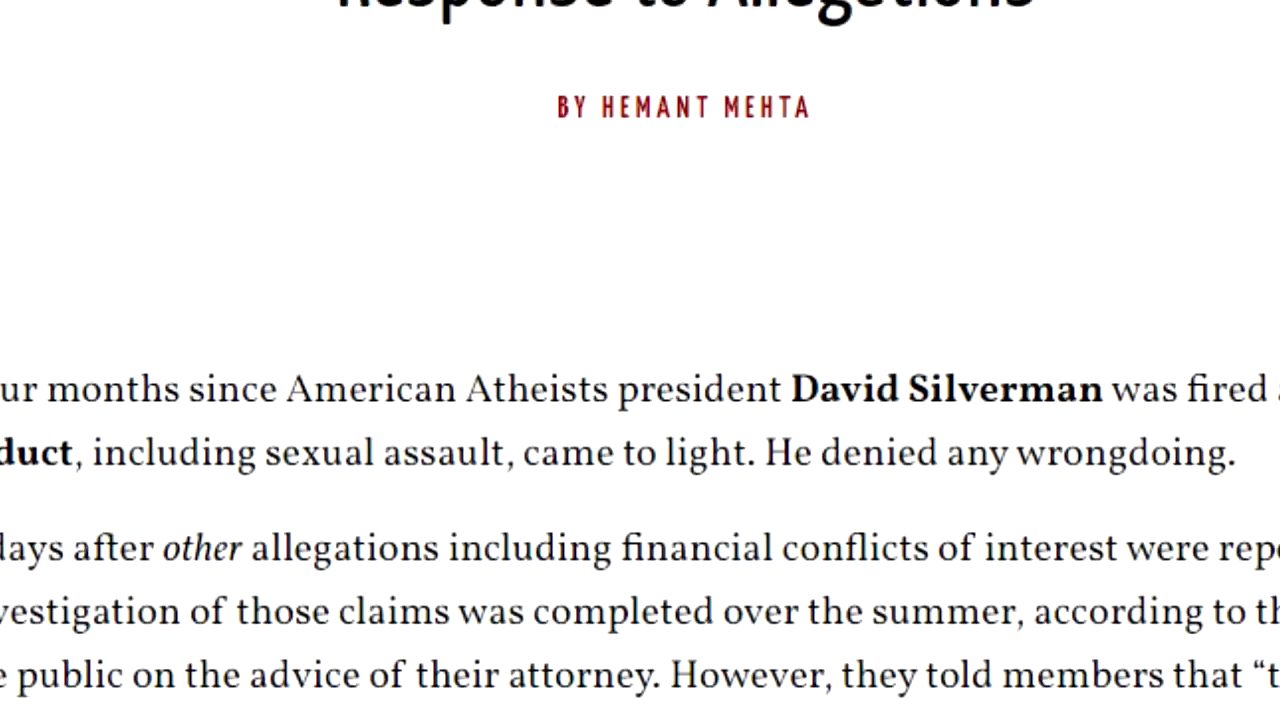 Response to Allegations
BY HEMANT MEHTA
ur months since American Atheists president David Silverman was fired
duct, including sexual assault, came to light. He denied any wrongdoing.
days after other allegations including financial conflicts of interest were rep
vestigation of those claims was completed over the summer, according to th
e public on the advice of their attorney. However, they told members that “t